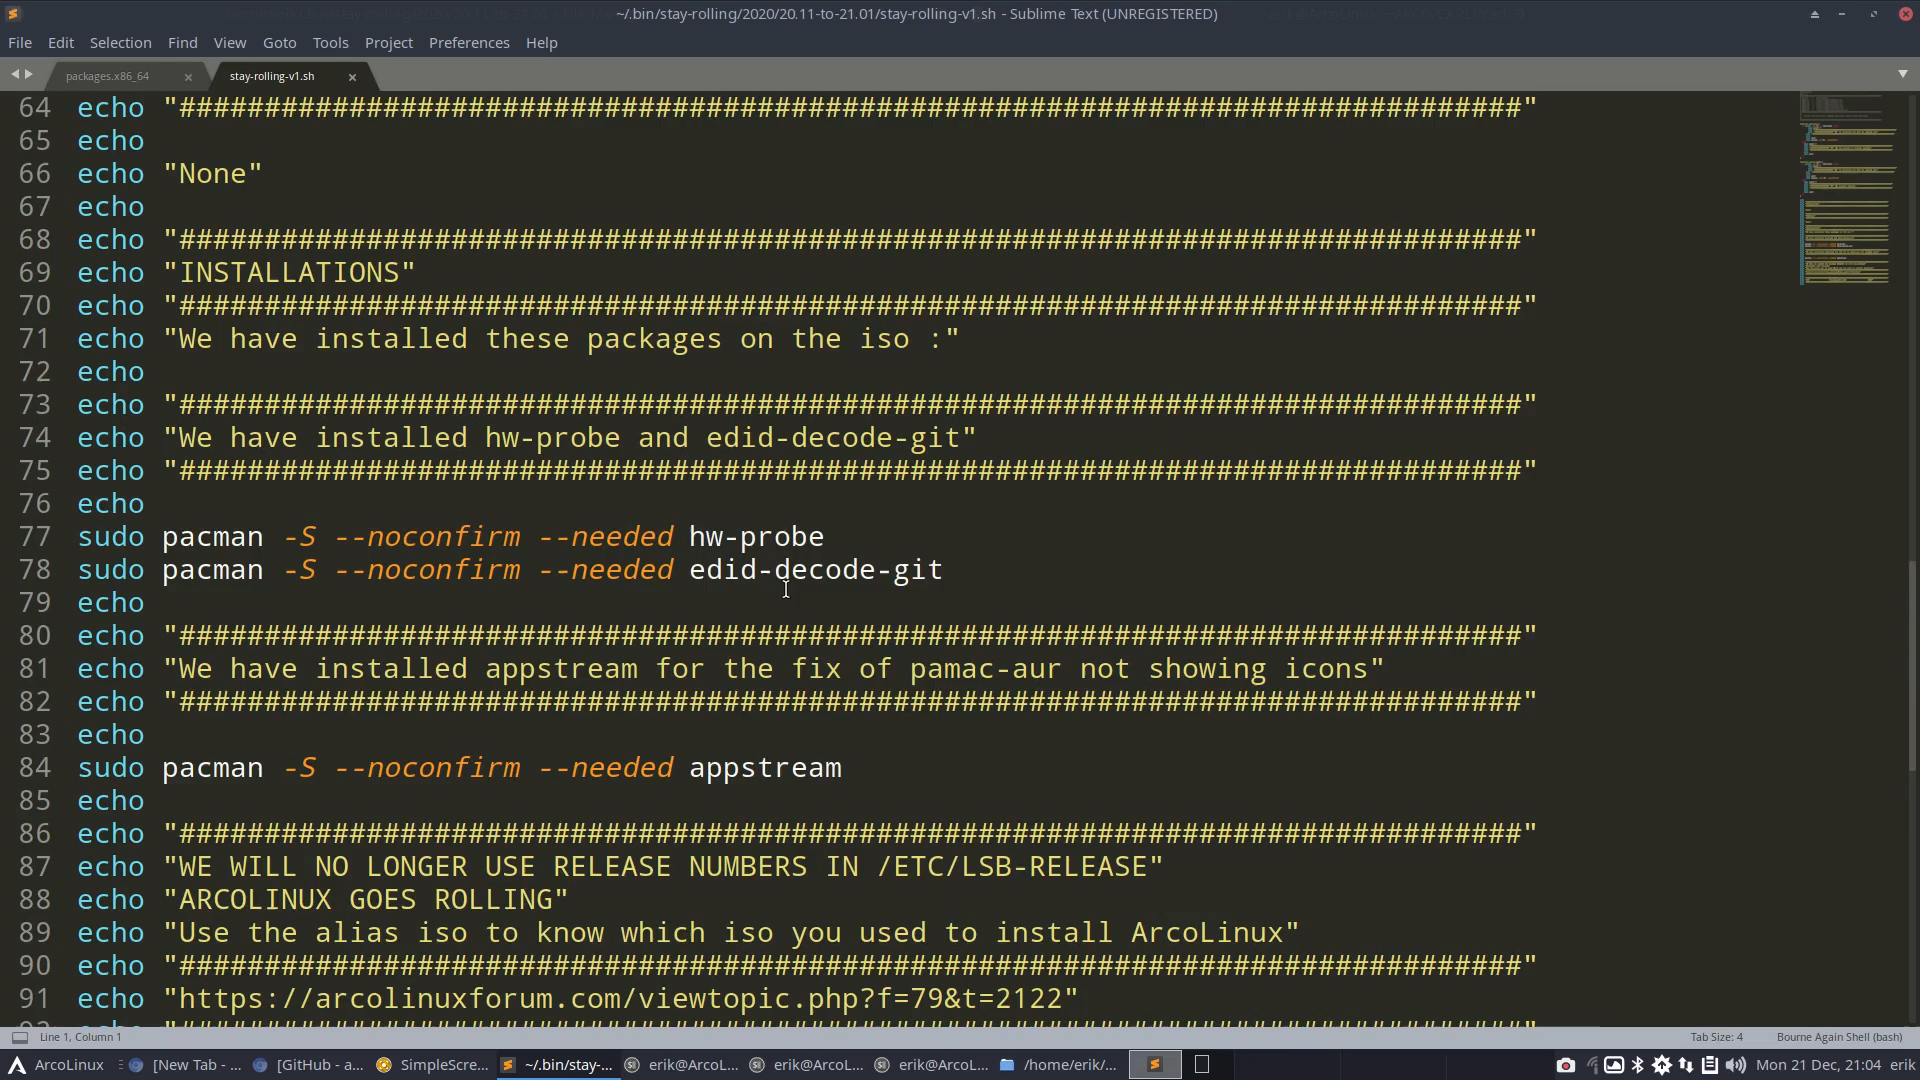 ~/.bin/stay-rolling/2020/20.11-to-21.01/stay-rolling-v1.sh - Sublime Text (UNREGISTERED)
File Edit Selection Find View Goto Tools Project Preferences Help
packages.x86_64 stay-rolling-v1.sh
64 echo "###############################################################################"
65 echo
66 echo "None"
67 echo
68 echo "###############################################################################"
69 echo "INSTALLATIONS"
70 echo "###############################################################################"
71 echo "We have installed these packages on the iso :"
72 echo
73 echo "###############################################################################"
74 echo "We have installed hw-probe and edid-decode-git"
75 echo "###############################################################################"
76 echo
77 sudo pacman -S --noconfirm --needed hw-probe
78 sudo pacman -S --noconfirm --needed edid-decode-git
79 echo
80 echo "###############################################################################"
81 echo "We have installed appstream for the fix of pamac-aur not showing icons"
82 echo "###############################################################################"
83 echo
84 sudo pacman -S --noconfirm --needed appstream
85 echo
86 echo "###############################################################################"
87 echo "WE WILL NO LONGER USE RELEASE NUMBERS IN /ETC/LSB-RELEASE"
88 echo "ARCOLINUX GOES ROLLING"
89 echo "Use the alias iso to know which iso you used to install ArcoLinux"
90 echo "###############################################################################"
91 echo "https://arcolinuxforum.com/viewtopic.php?f=79&t=2122"
Line 1, Column 1 Tab Size: 4 Bourne Again Shell (bash)
ArcoLinux [New Tab - ... [GitHub - a... SimpleScre... ~/.bin/stay-... erik@ArcoL... erik@ArcoL... erik@ArcoL... /home/erik/... Mon 21 Dec, 21:04 erik